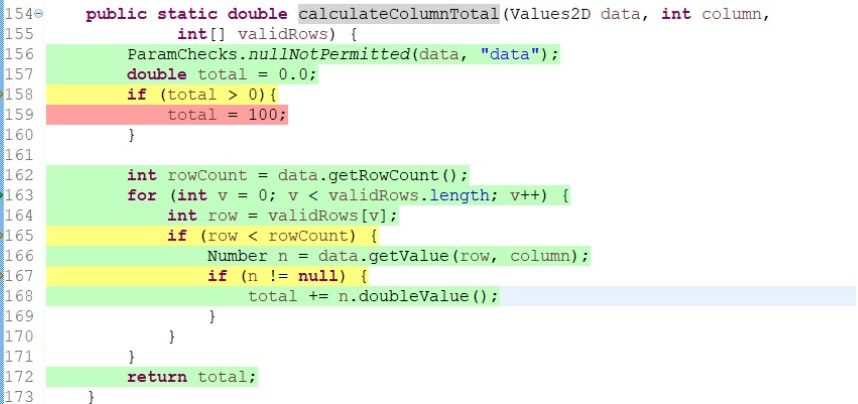 154 public static double calculateColumnTotal(Values2D data, int column,
155 int[] validRows) {
156 ParamChecks.nullNotPermitted(data, "data");
157 double total = 0.0;
158 if (total > 0){
159 total = 100;
160 }
161
162 int rowCount = data.getRowCount();
163 for (int v = 0; v < validRows.length; v++) {
164 int row = validRows[v];
165 if (row < rowCount) {
166 Number n = data.getValue(row, column);
167 if (n != null) {
168 total += n.doubleValue();
169 }
170 }
171 }
172 return total;
173 }